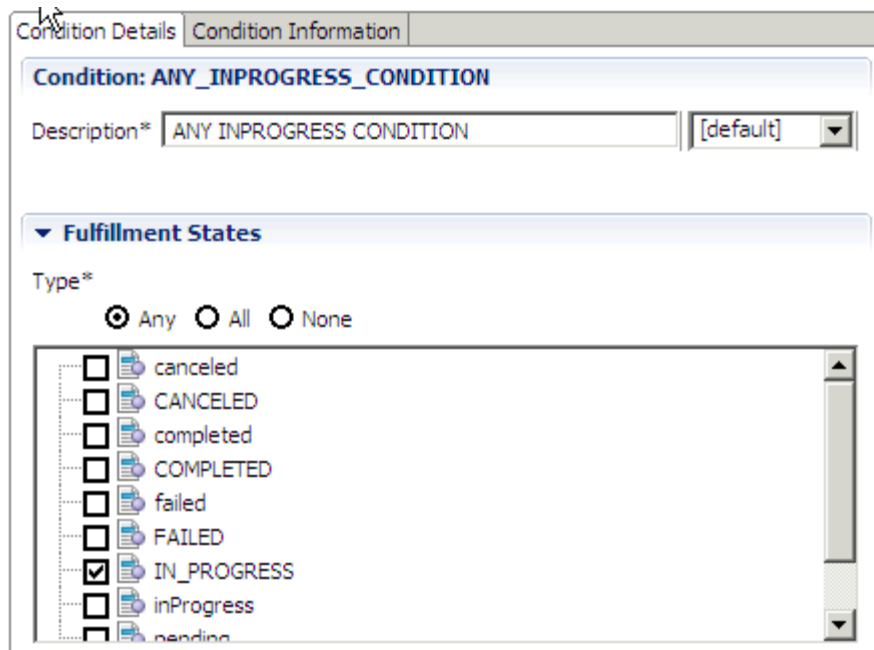 Condition Details Condition Information
Condition: ANY_INPROGRESS_CONDITION
Description* ANY INPROGRESS CONDITION [default]
Fulfillment States
Type*
Any All None
canceled
CANCELED
completed
COMPLETED
failed
FAILED
IN_PROGRESS
inProgress
pending